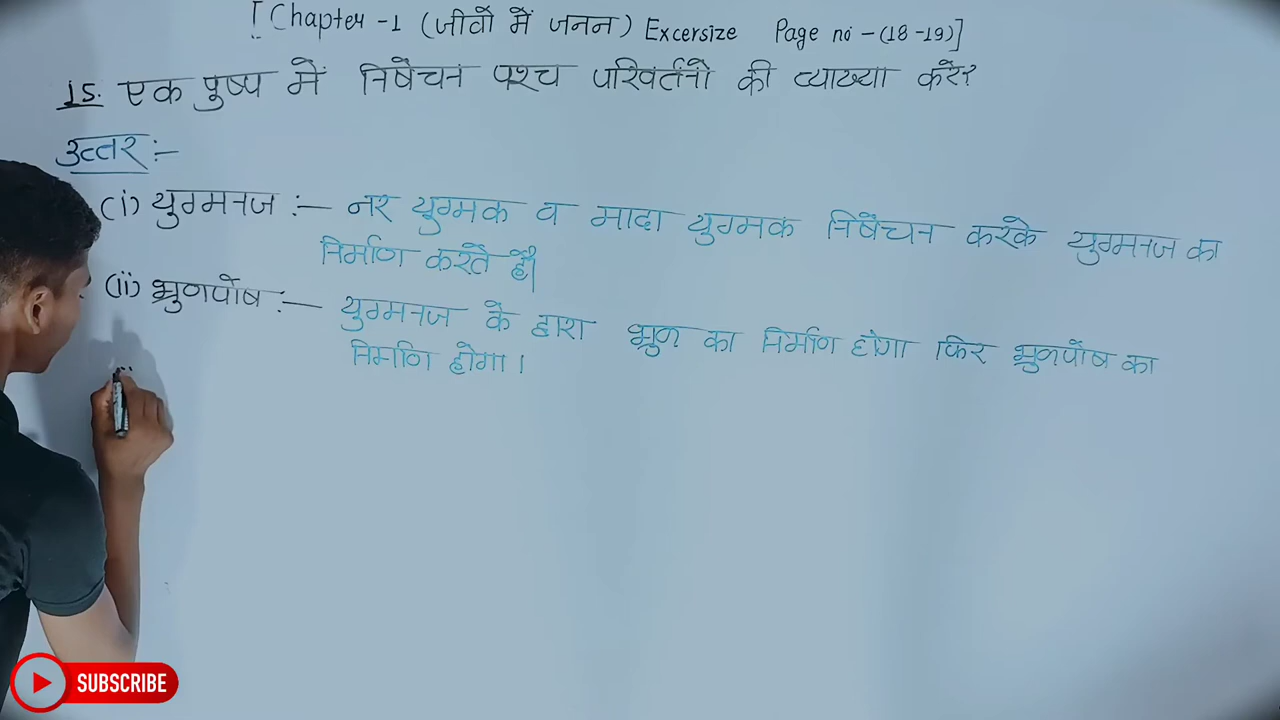 [Chapter -1 (जीवों में जनन) Excersize Page no -(18-19)]
15. एक पुष्प में निषेचन पश्च परिवर्तनों की व्याख्या करें?
उत्तर :-
(i) युग्मनज :- नर युग्मक व मादा युग्मक निषेचन करके युग्मनज का
निर्माण करते हैं।
(ii) भ्रुणपोष :- युग्मनज के द्वारा भ्रुण का निर्माण होगा फिर भ्रुणपोष का
निर्माण होगा।
SUBSCRIBE